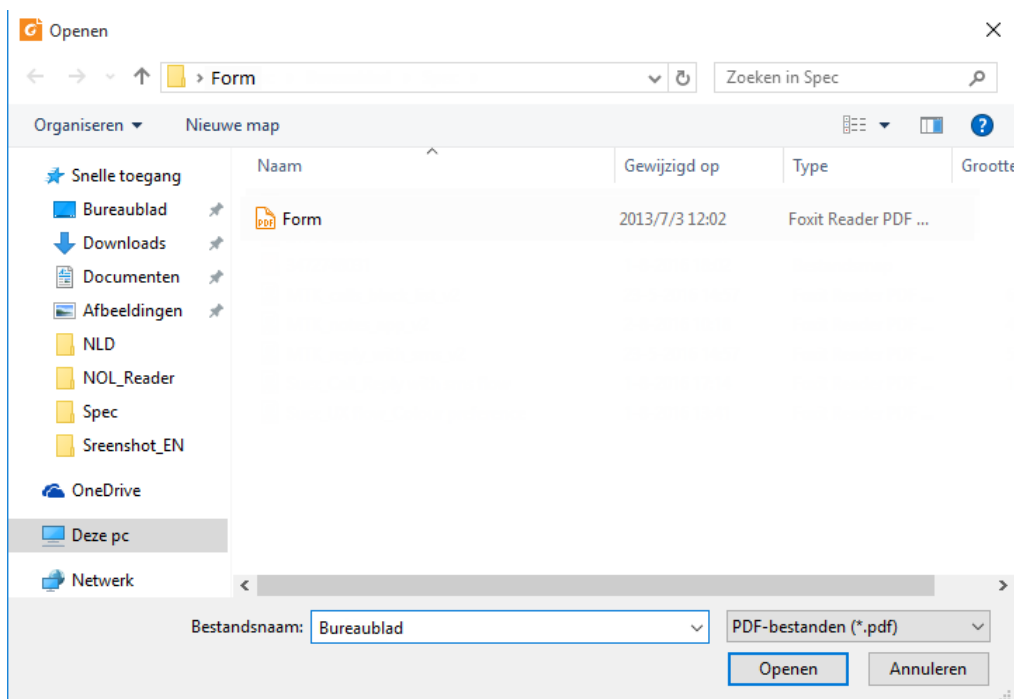 Openen
Form
Zoeken in Spec
Organiseren
Nieuwe map
Naam
Gewijzigd op
Type
Grootte
Snelle toegang
Bureaublad
Downloads
Documenten
Afbeeldingen
NLD
NOL_Reader
Spec
Sreenshot_EN
OneDrive
Deze pc
Netwerk
PDF
Form
2013/7/3 12:02
Foxit Reader PDF ...
Bestandsnaam:
Bureaublad
PDF-bestanden (*.pdf)
Openen
Annuleren